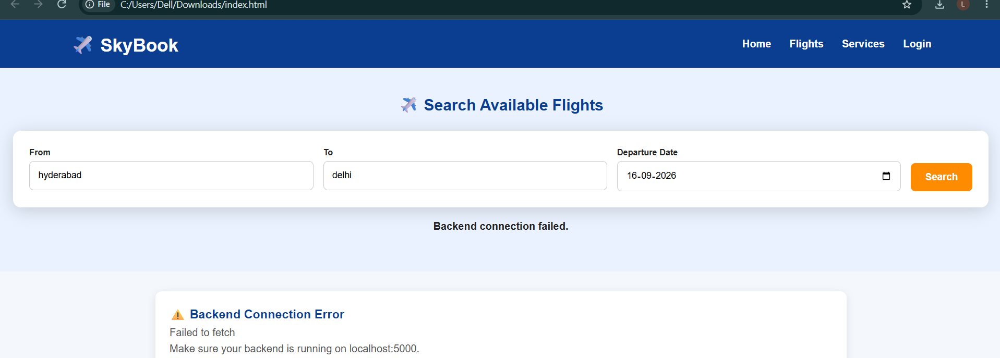 File C:/Users/Dell/Downloads/index.html L
SkyBook Home Flights Services Login
Search Available Flights
From To Departure Date
hyderabad delhi 16-09-2026 Search
Backend connection failed.
Backend Connection Error
Failed to fetch
Make sure your backend is running on localhost:5000.